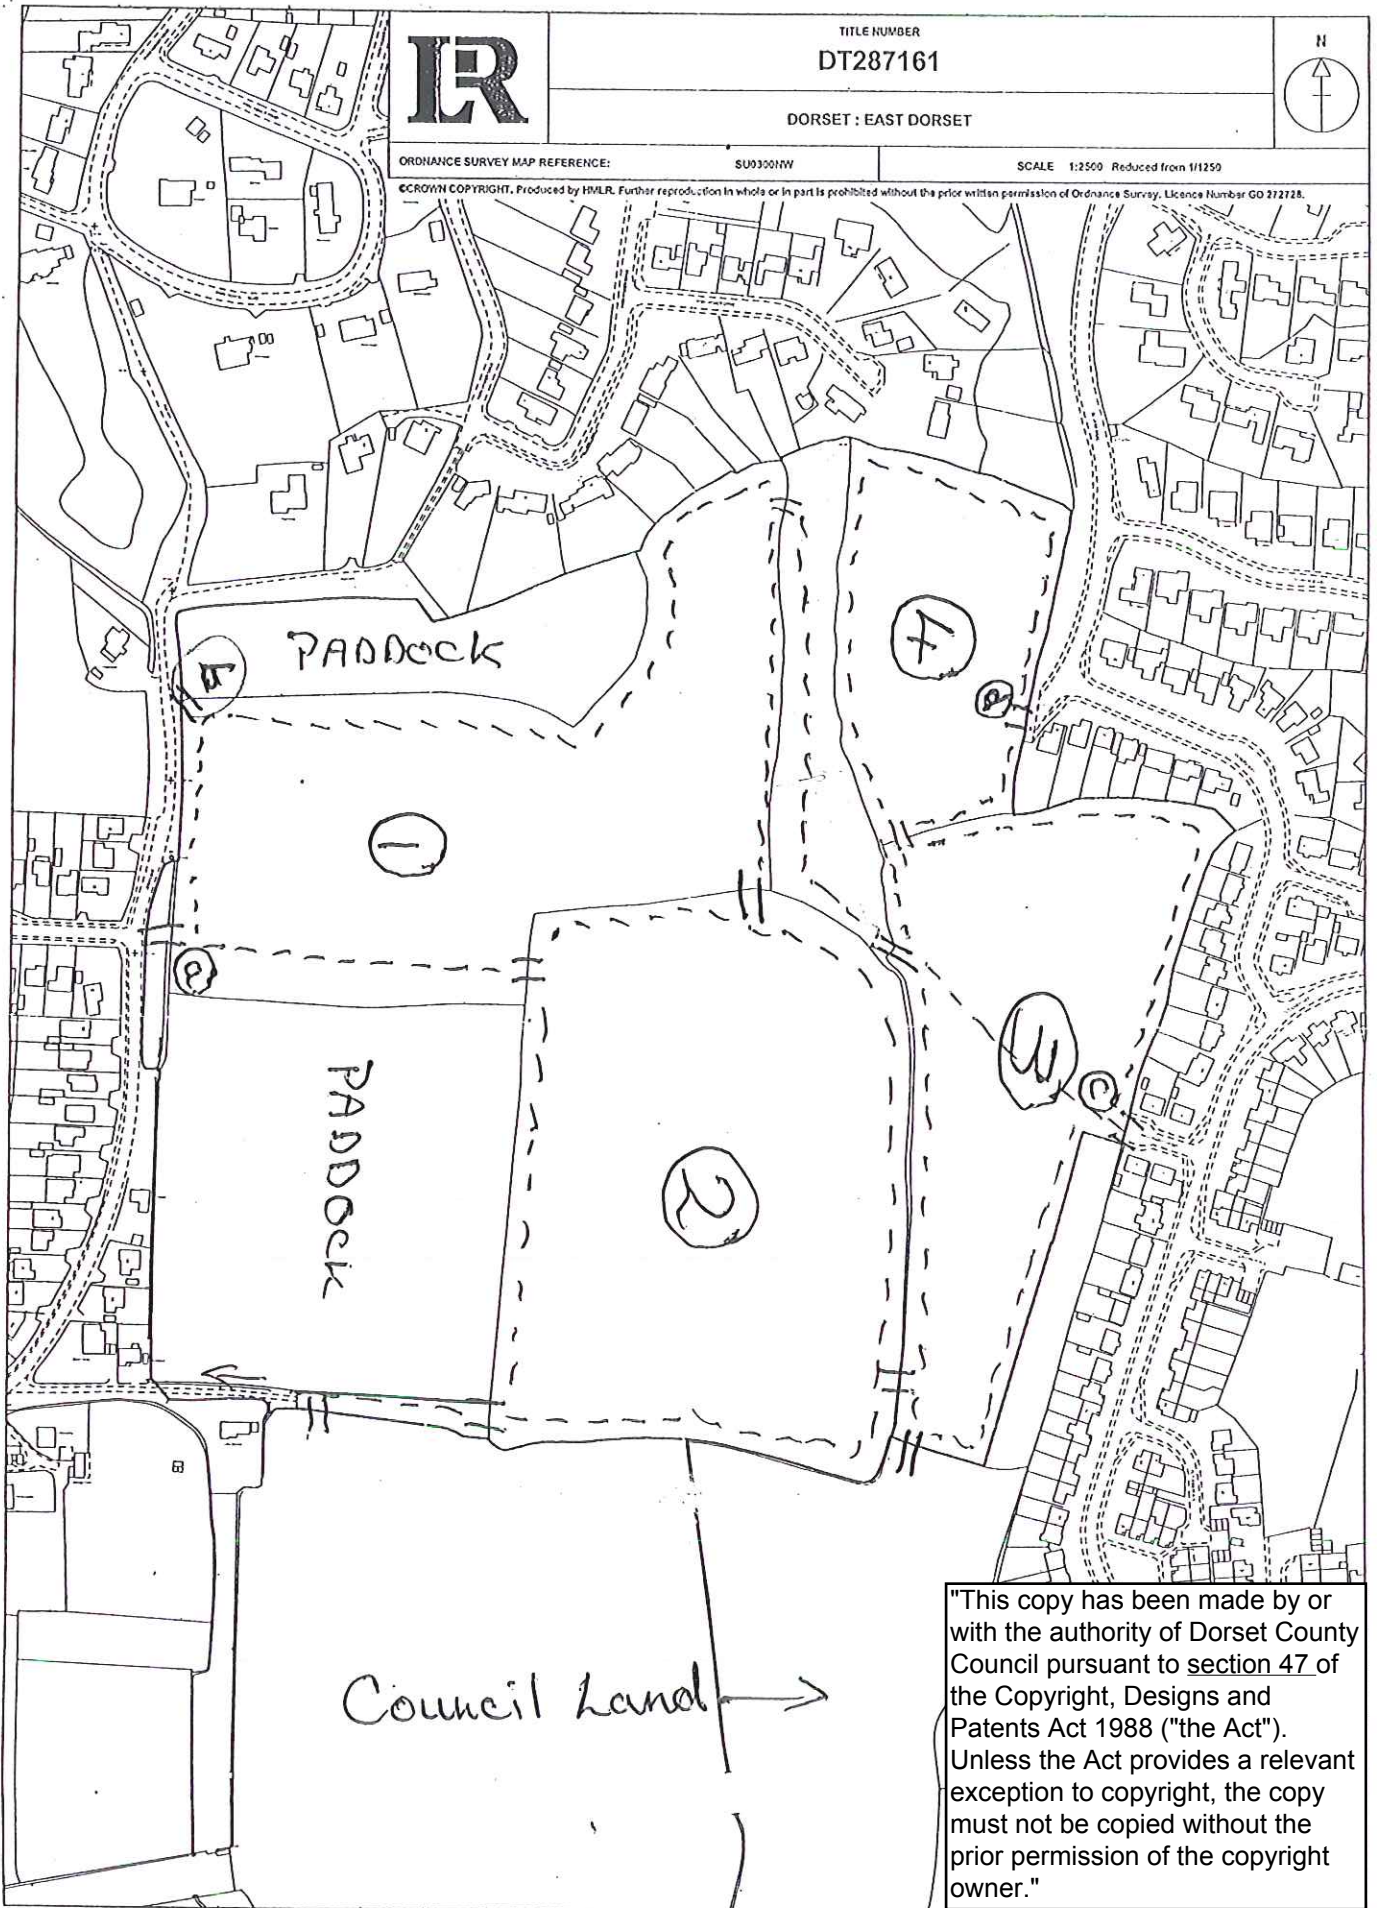 LR
TITLE NUMBER
DT287161
N
DORSET : EAST DORSET
ORDNANCE SURVEY MAP REFERENCE:
SU0300NW
SCALE 1:2500 Reduced from 1/1250
©CROWN COPYRIGHT. Produced by HMLR. Further reproduction in whole or in part is prohibited without the prior written permission of Ordnance Survey. Licence Number GD 272728.
PADDOCK
1
PADDOCK
2
3
C
Council Land
"This copy has been made by or
with the authority of Dorset County
Council pursuant to section 47 of
the Copyright, Designs and
Patents Act 1988 ("the Act").
Unless the Act provides a relevant
exception to copyright, the copy
must not be copied without the
prior permission of the copyright
owner."